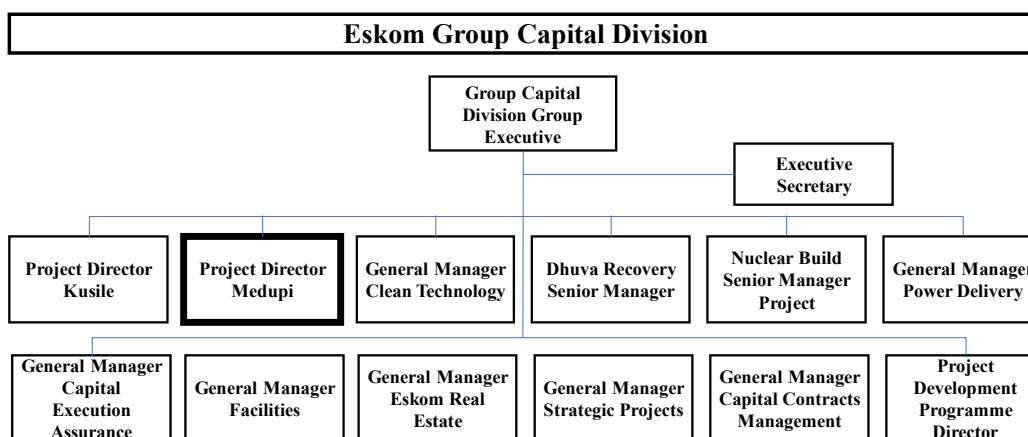 Eskom Group Capital Division
Group Capital
Division Group
Executive
Executive
Secretary
Project Director
Kusile
Project Director
Medupi
General Manager
Clean Technology
Dhuva Recovery
Senior Manager
Nuclear Build
Senior Manager
Project
General Manager
Power Delivery
General Manager
Capital
Execution
Assurance
General Manager
Facilities
General Manager
Eskom Real
Estate
General Manager
Strategic Projects
General Manager
Capital Contracts
Management
Project
Development
Programme
Director